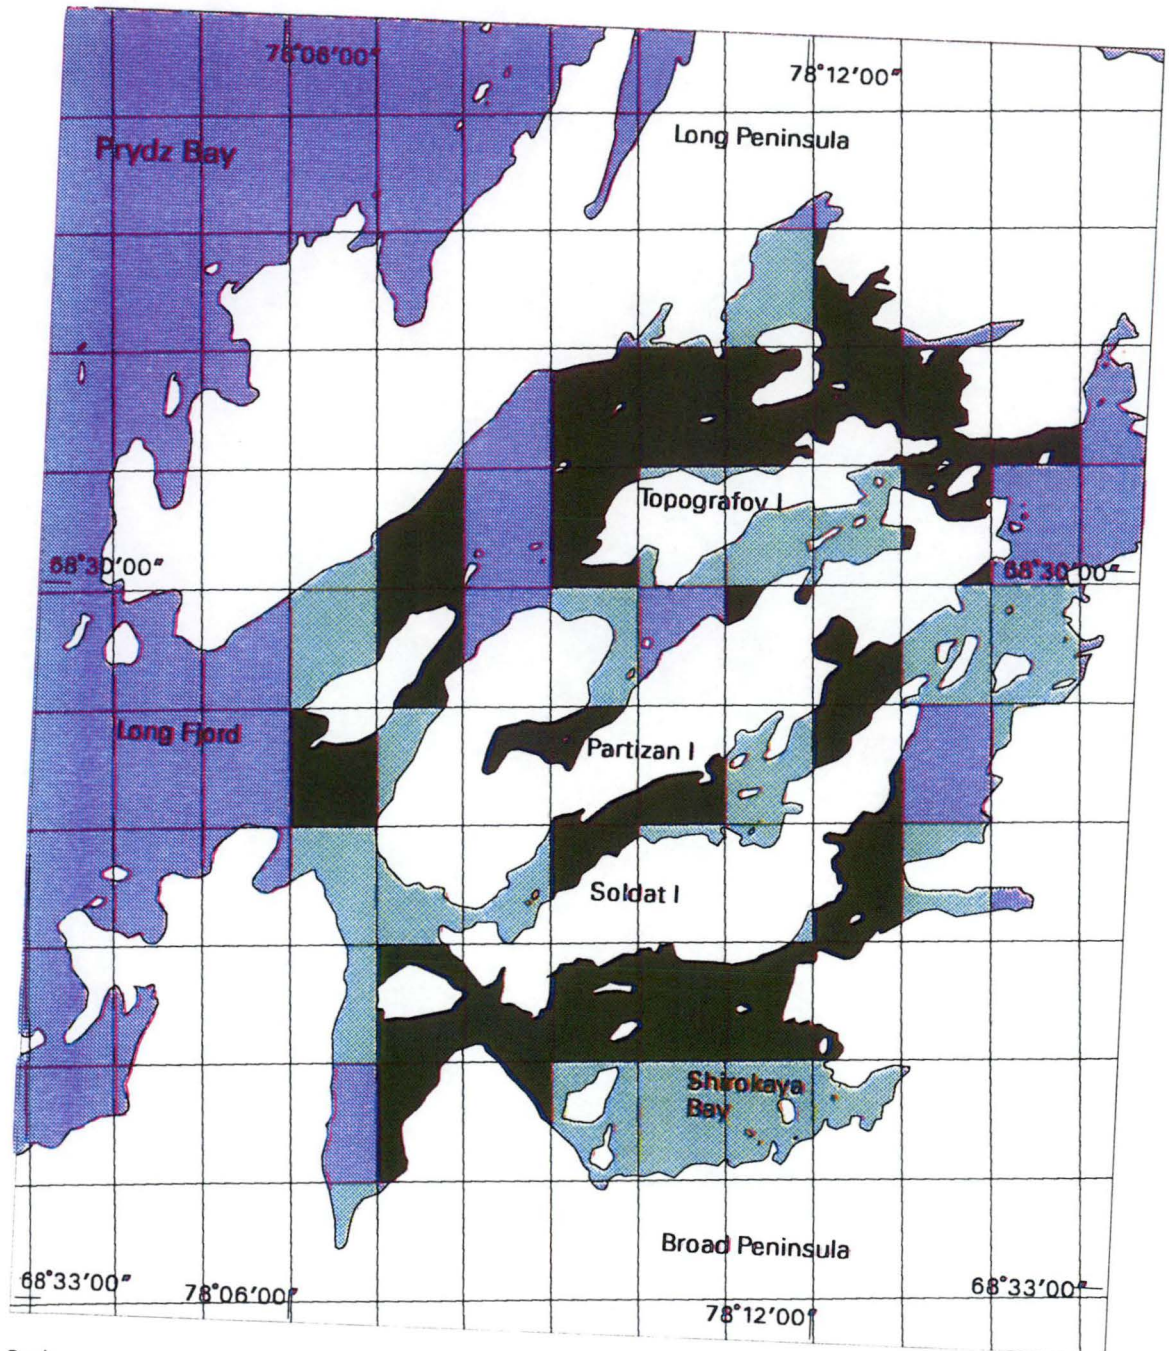 78°06'00"
78°12'00"
Long Peninsula
Prydz Bay
Topografov I
68°30'00"
68°30'00"
Long Fjord
Partizan I
Soldat I
Shirokaya
Bay
Broad Peninsula
68°33'00"
78°06'00"
68°33'00"
78°12'00"